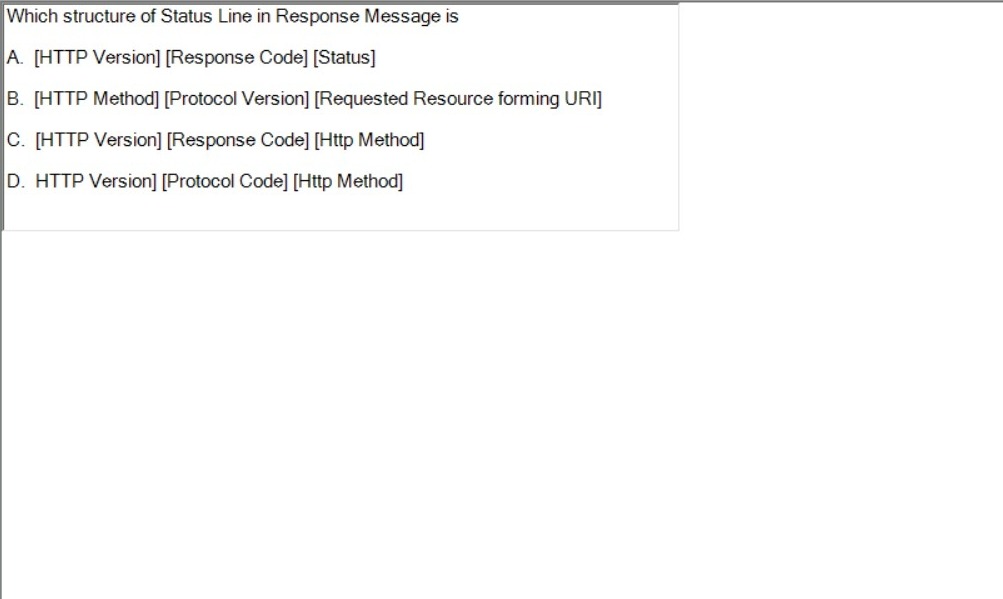 Which structure of Status Line in Response Message is
A. [HTTP Version] [Response Code] [Status]
B. [HTTP Method] [Protocol Version] [Requested Resource forming URI]
C. [HTTP Version] [Response Code] [Http Method]
D. HTTP Version] [Protocol Code] [Http Method]